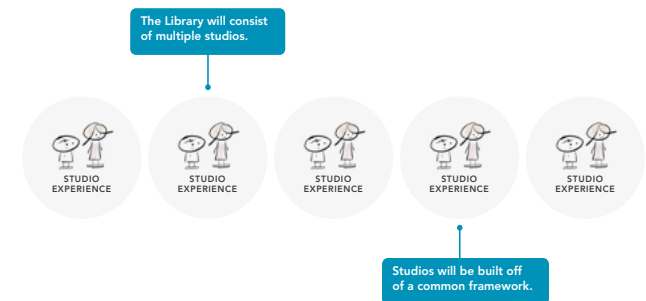 The Library will consist
of multiple studios.
STUDIO
EXPERIENCE
STUDIO
EXPERIENCE
STUDIO
EXPERIENCE
STUDIO
EXPERIENCE
STUDIO
EXPERIENCE
Studios will be built off
of a common framework.